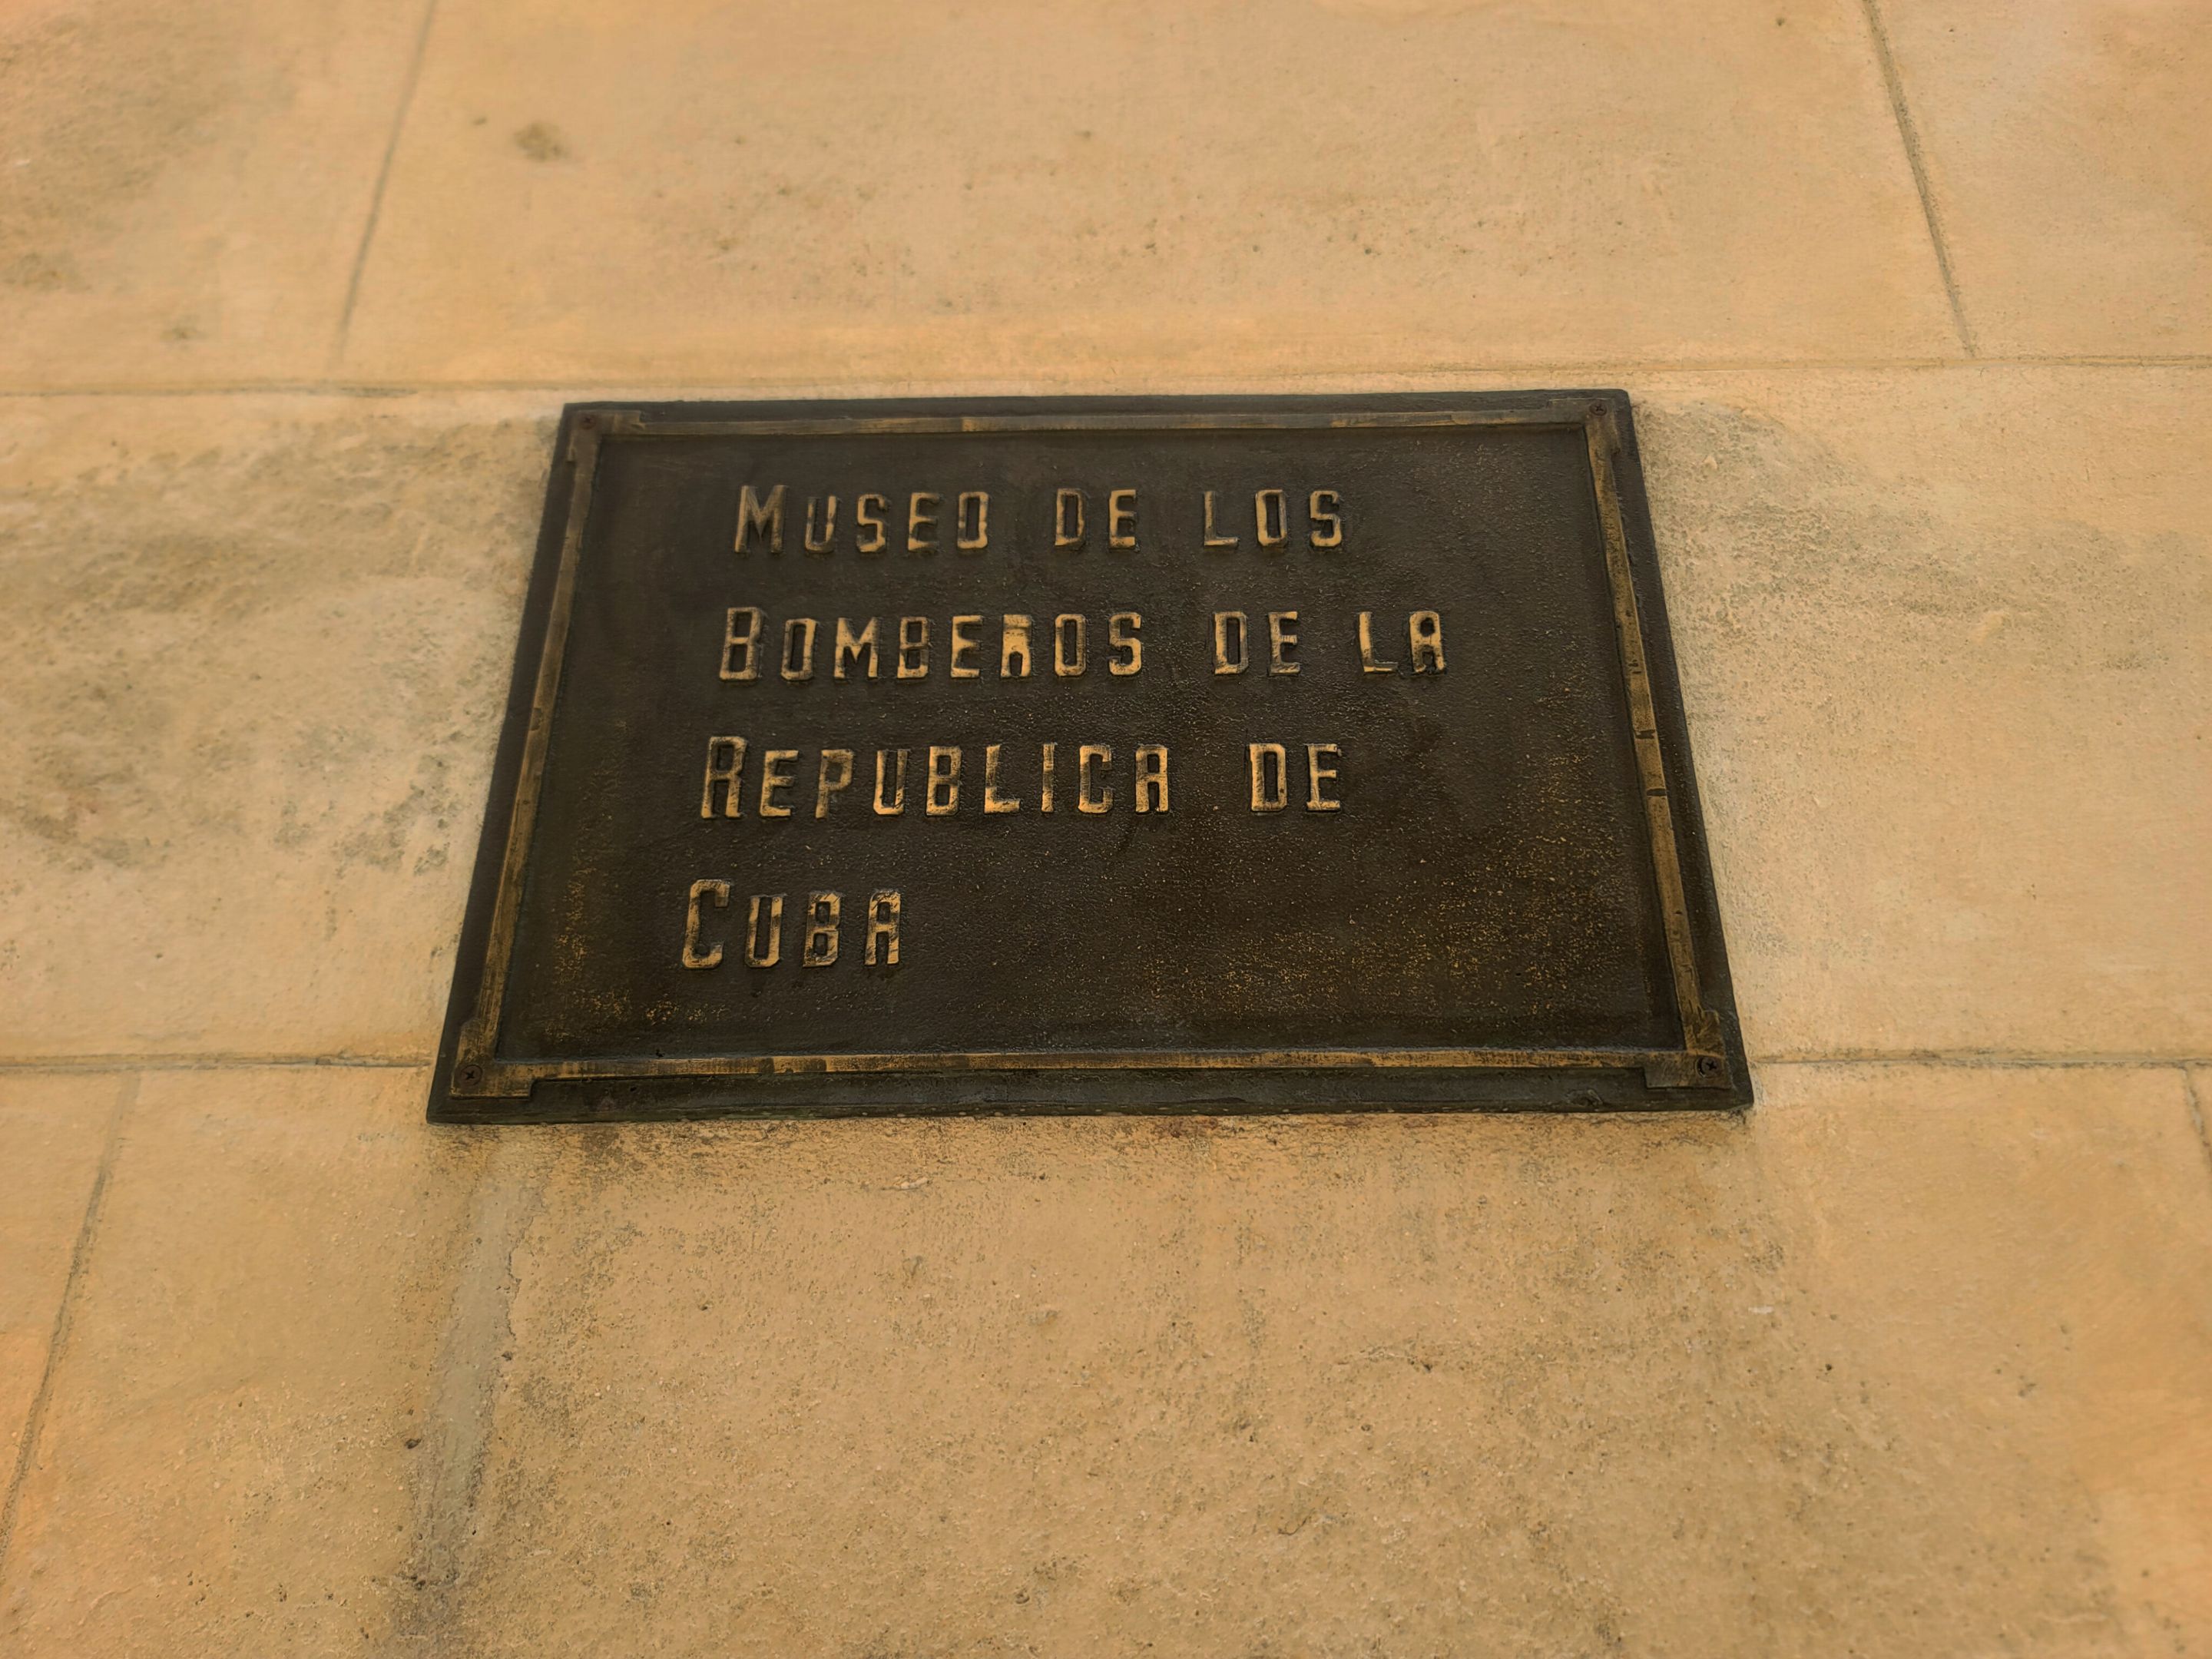 MUSEO DE LOS
BOMBEROS DE LA
REPUBLICA DE
CUBA